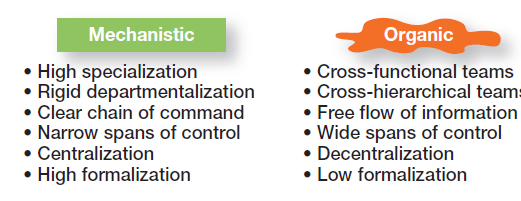 Mechanistic
• High specialization
• Rigid departmentalization
• Clear chain of command
• Narrow spans of control
• Centralization
• High formalization
Organic
• Cross-functional teams
• Cross-hierarchical teams
• Free flow of information
• Wide spans of control
• Decentralization
• Low formalization